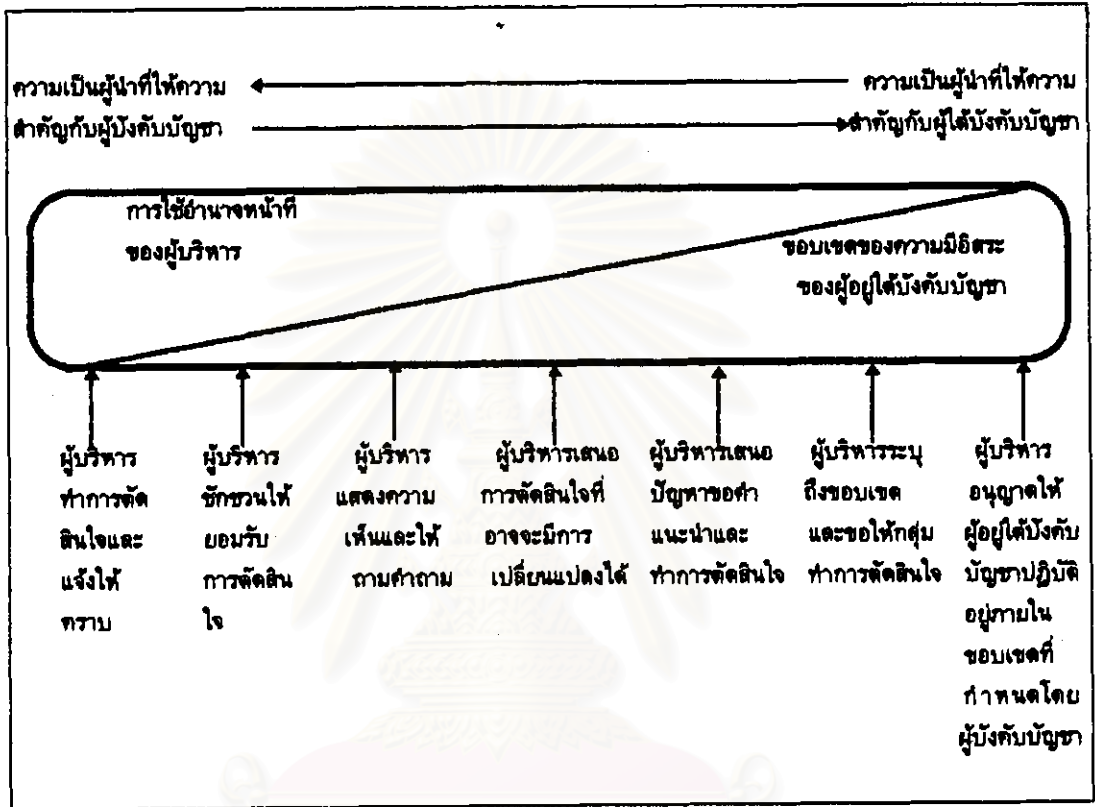 ความเป็นผู้นำที่ให้ความ
สำคัญกับผู้บังคับบัญชา
ความเป็นผู้นำที่ให้ความ
สำคัญกับผู้ใต้บังคับบัญชา
การใช้อำนาจหน้าที่
ของผู้บริหาร
ขอบเขตของความมีอิสระ
ของผู้อยู่ใต้บังคับบัญชา
ผู้บริหาร
ทำการตัด
สินใจและ
แจ้งให้
ทราบ
ผู้บริหาร
ชักชวนให้
ยอมรับ
การตัดสิน
ใจ
ผู้บริหาร
แสดงความ
เห็นและให้
ถามคำถาม
ผู้บริหารเสนอ
การตัดสินใจที่
อาจจะมีการ
เปลี่ยนแปลงได้
ผู้บริหารเสนอ
ปัญหาขอคำ
แนะนำและ
ทำการตัดสินใจ
ผู้บริหารระบุ
ถึงขอบเขต
และขอให้กลุ่ม
ทำการตัดสินใจ
ผู้บริหาร
อนุญาตให้
ผู้อยู่ใต้บังคับ
บัญชาปฏิบัติ
อยู่ภายใน
ขอบเขตที่
กำหนดโดย
ผู้บังคับบัญชา